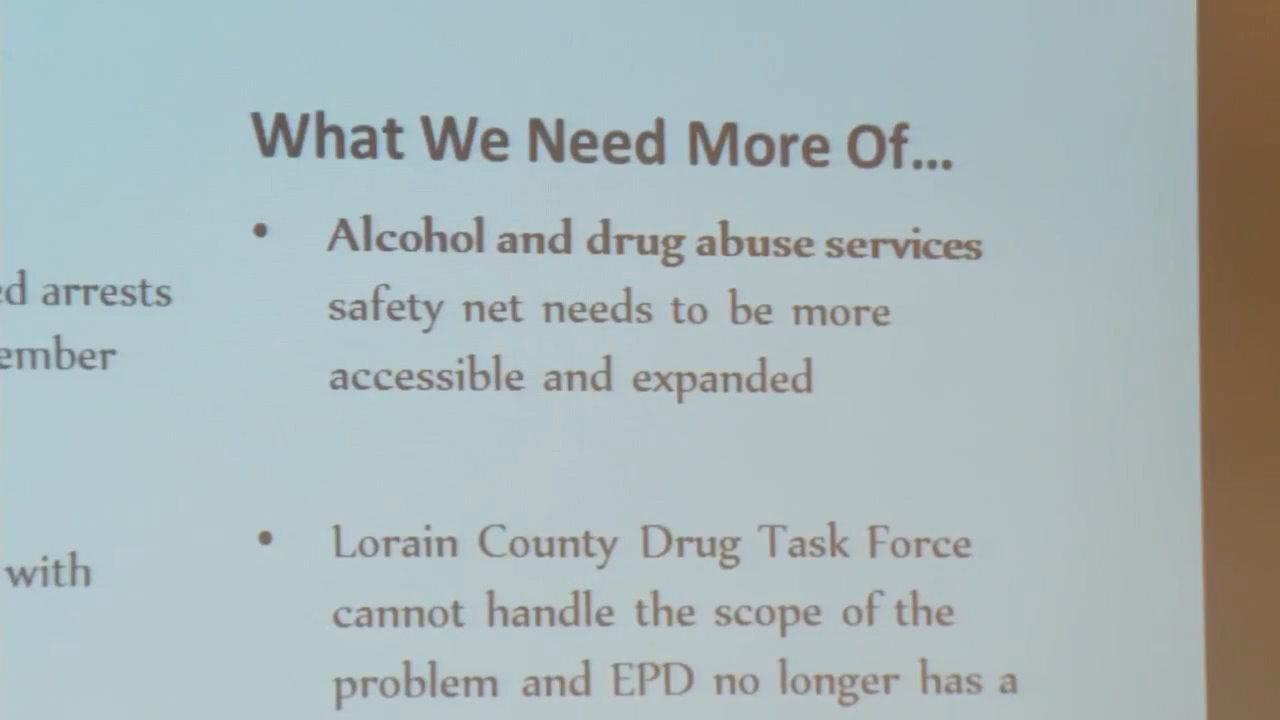 What We Need More Of...
• Alcohol and drug abuse services
safety net needs to be more
accessible and expanded
• Lorain County Drug Task Force
cannot handle the scope of the
problem and EPD no longer has a
arrests
with